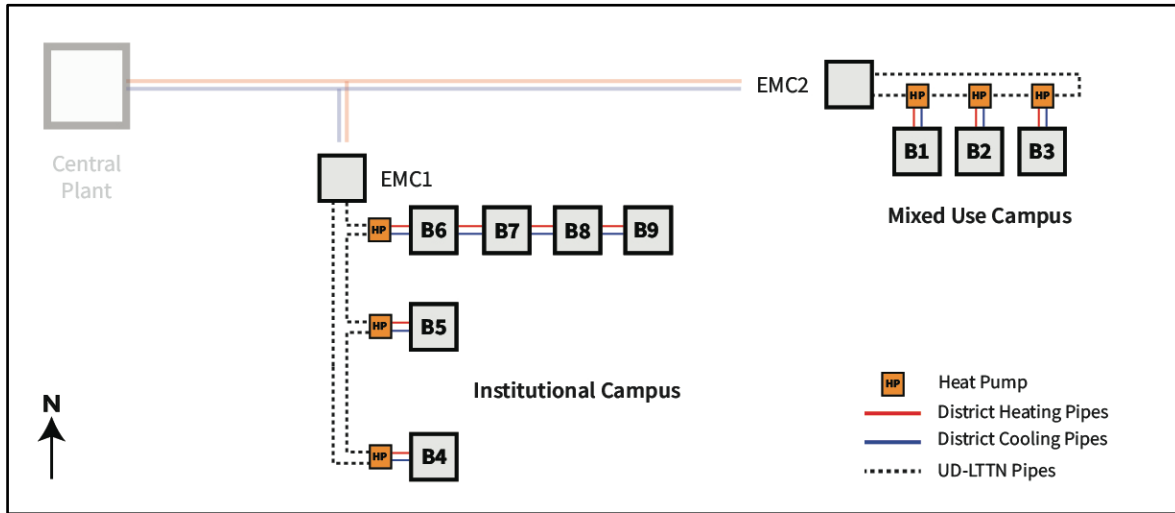 EMC2
HP
HP
HP
B1
B2
B3
Mixed Use Campus
Central
Plant
EMC1
HP
B6
B7
B8
B9
HP
B5
Institutional Campus
HP
B4
N
HP
Heat Pump
District Heating Pipes
District Cooling Pipes
UD-LTTN Pipes